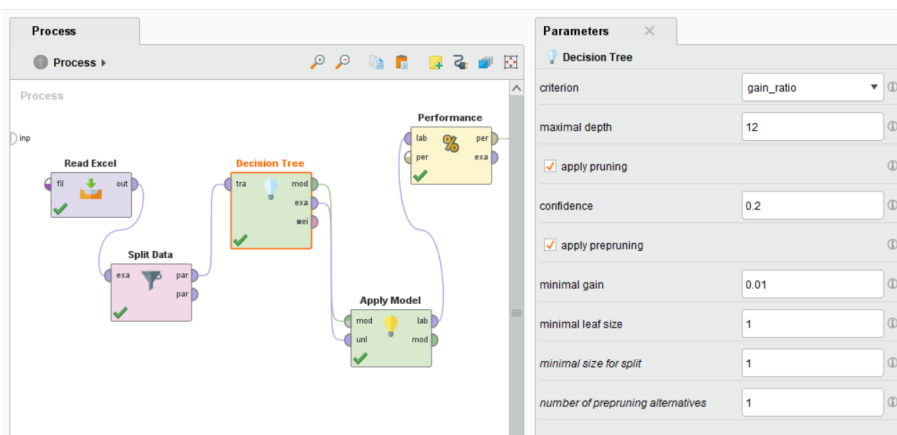 Process
Process
Process
inp
Read Excel
fil
out
Split Data
exa
par
par
Decision Tree
tra
mod
exa
wei
Apply Model
mod
lab
unl
mod
Performance
lab
%
per
per
exa
Parameters
Decision Tree
criterion
gain_ratio
maximal depth
12
apply pruning
confidence
0.2
apply prepruning
minimal gain
0.01
minimal leaf size
1
minimal size for split
1
number of prepruning alternatives
1